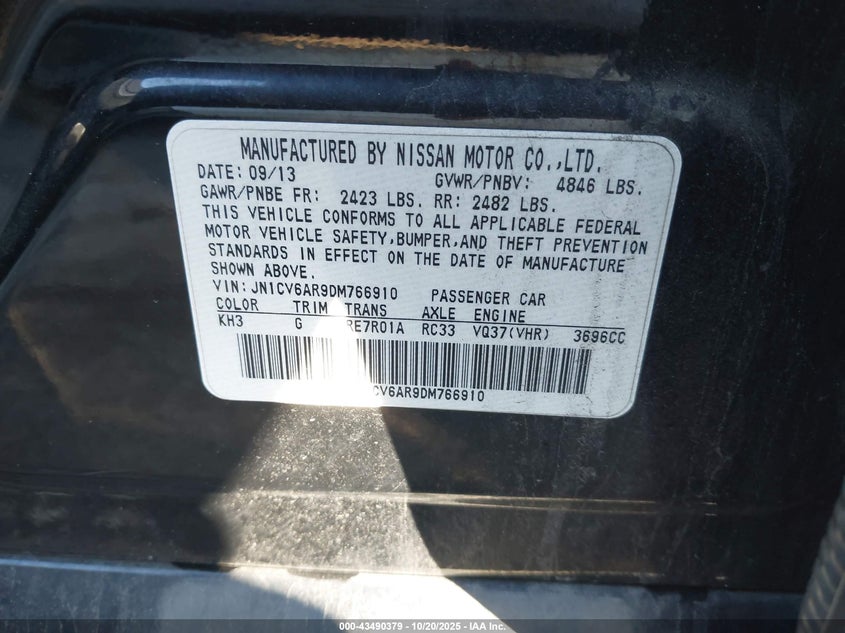 MANUFACTURED BY NISSAN MOTOR CO.,LTD.
DATE: 09/13 GVWR/PNBV: 4846 LBS.
GAWR/PNBE FR: 2423 LBS. RR: 2482 LBS.
THIS VEHICLE CONFORMS TO ALL APPLICABLE FEDERAL
MOTOR VEHICLE SAFETY,BUMPER,AND THEFT PREVENTION
STANDARDS IN EFFECT ON THE DATE OF MANUFACTURE
SHOWN ABOVE.
VIN: JN1CV6AR9DM766910 PASSENGER CAR
COLOR TRIM TRANS AXLE ENGINE
KH3 G RE7R01A RC33 VQ37(VHR) 3696CC
CV6AR9DM766910
000-43490379 - 10/20/2025 - IAA Inc.